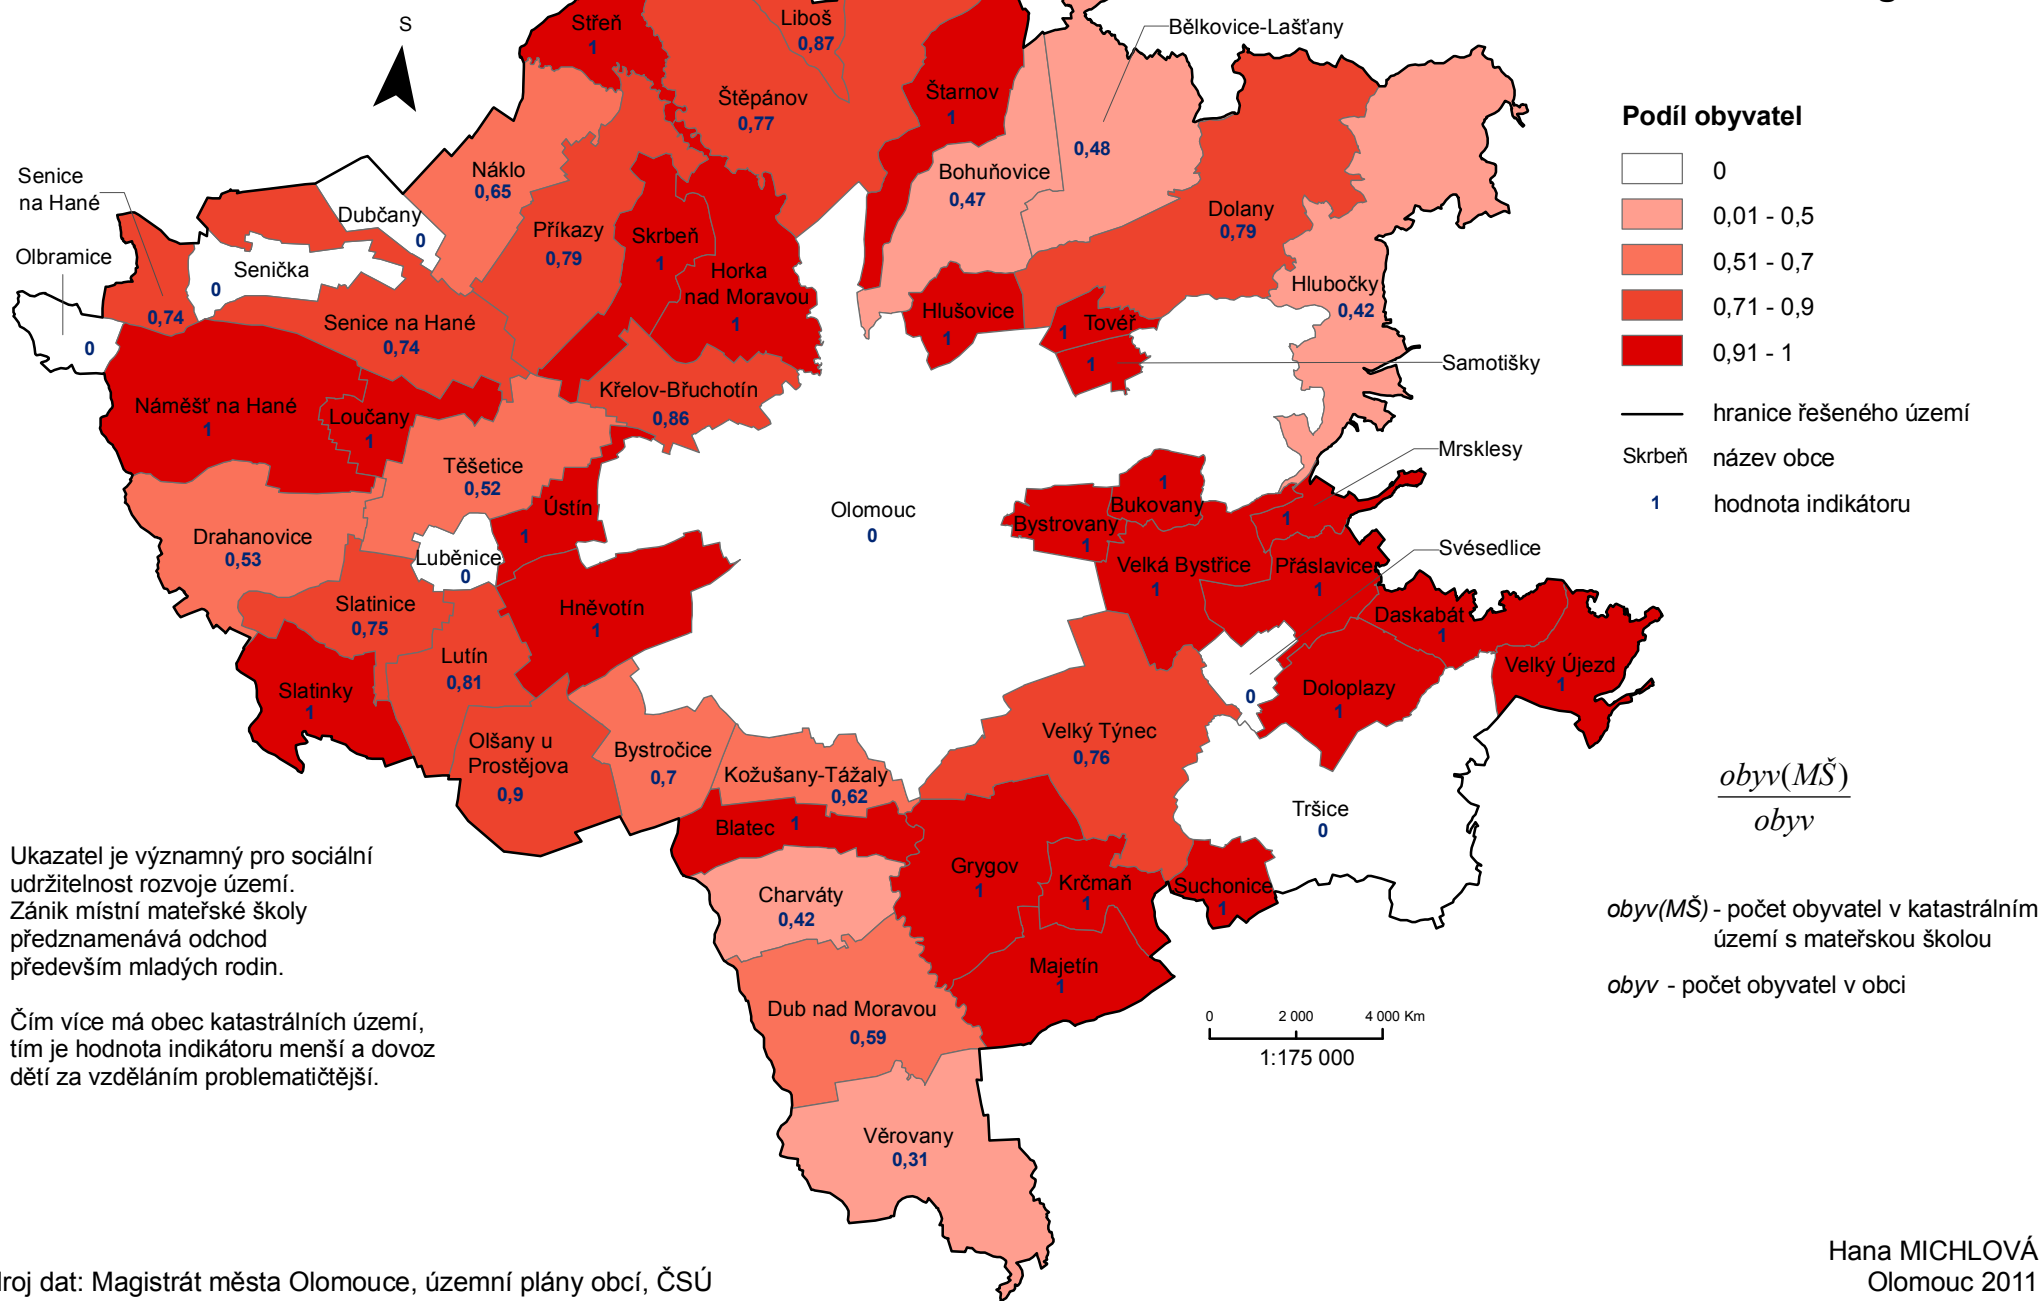 S
Střeň
1
Liboš
0,87
Štěpánov
0,77
Štarnov
1
Bělkovice-Lašťany
0,48
Náklo
0,65
Bohuňovice
0,47
Senice
na Hané
0,74
Dubčany
0
Příkazy
0,79
Skrbeň
1
Dolany
0,79
Olbramice
0
Senička
0
Horka
nad Moravou
1
Hlubočky
0,42
Senice na Hané
0,74
Hlušovice
1
Tovéř
1
Samotišky
1
Křelov-Břuchotín
0,86
Náměšť na Hané
1
Loučany
1
Těšetice
0,52
Mrsklesy
1
Ústín
1
Olomouc
0
Bukovany
1
Bystrovany
1
Drahanovice
0,53
Luběnice
0
Svésedlice
0
Velká Bystřice
1
Přáslavice
1
Slatinice
0,75
Hněvotín
1
Daskabát
1
Lutín
0,81
Velký Újezd
1
Slatinky
1
Doloplazy
1
Olšany u
Prostějova
0,9
Bystročice
0,7
Velký Týnec
0,76
Kožušany-Tážaly
0,62
Tršice
0
Blatec
1
Grygov
1
Krčmaň
1
Suchonice
1
Charváty
0,42
Majetín
1
Dub nad Moravou
0,59
Věrovany
0,31
Podíl obyvatel
0
0,01 - 0,5
0,51 - 0,7
0,71 - 0,9
0,91 - 1
hranice řešeného území
Skrbeň název obce
1 hodnota indikátoru
obyv(MŠ)
obyv
obyv(MŠ) - počet obyvatel v katastrálním
území s mateřskou školou
obyv - počet obyvatel v obci
Ukazatel je významný pro sociální
udržitelnost rozvoje území.
Zánik místní mateřské školy
předznamenává odchod
především mladých rodin.
Čím více má obec katastrálních území,
tím je hodnota indikátoru menší a dovoz
dětí za vzděláním problematičtější.
0 2 000 4 000 Km
1:175 000
droj dat: Magistrát města Olomouce, územní plány obcí, ČSÚ
Hana MICHLOVÁ
Olomouc 2011